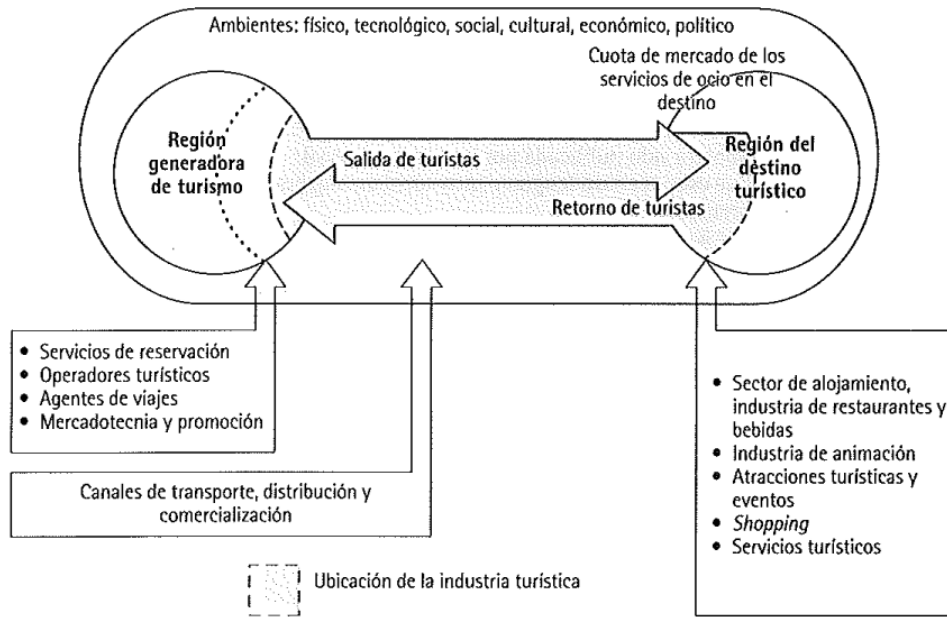 Ambientes: físico, tecnológico, social, cultural, económico, político
Cuota de mercado de los
servicios de ocio en el
destino
Región
generadora
de turismo
Salida de turistas
Región del
destino
turístico
Retorno de turistas
• Servicios de reservación
• Operadores turísticos
• Agentes de viajes
• Mercadotecnia y promoción
Canales de transporte, distribución y
comercialización
• Sector de alojamiento,
industria de restaurantes y
bebidas
• Industria de animación
• Atracciones turísticas y
eventos
• Shopping
• Servicios turísticos
Ubicación de la industria turística